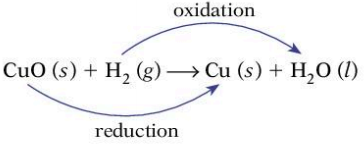 oxidation
CuO (s) + H₂ (g) ⟶ Cu (s) + H₂O (l)
reduction